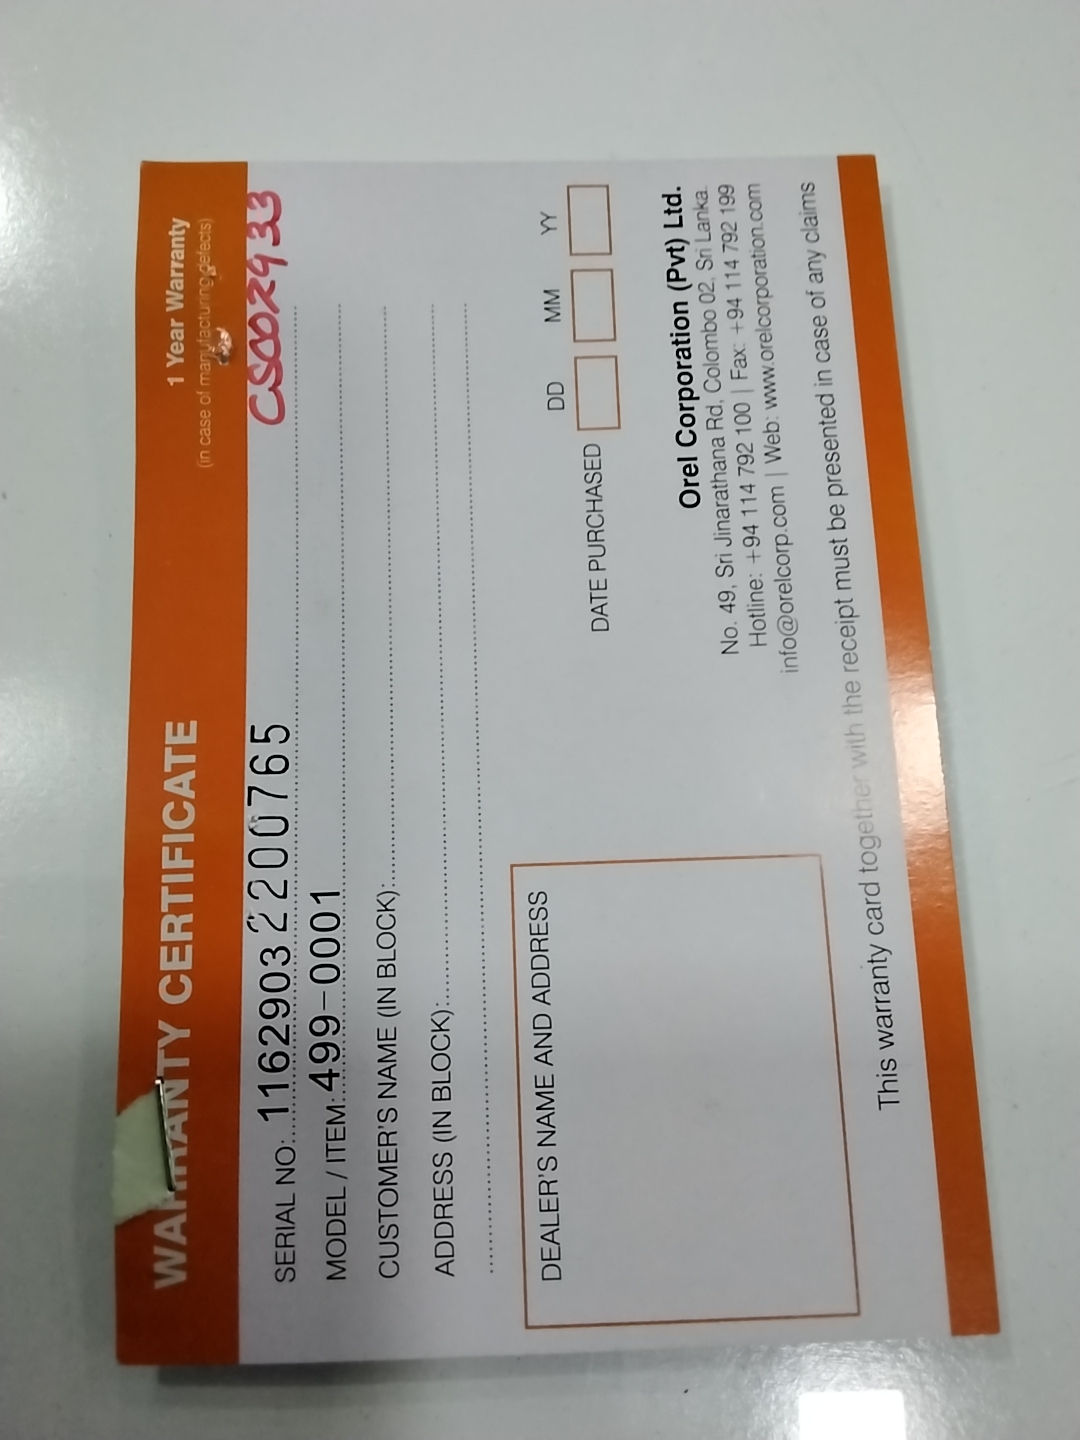 WARRANTY CERTIFICATE
1 Year Warranty
(in case of manufacturing defects)
CS002933
SERIAL NO: 1162903220765
MODEL / ITEM: 499-0001
CUSTOMER'S NAME (IN BLOCK):
ADDRESS (IN BLOCK):
DEALER'S NAME AND ADDRESS
DD MM YY
DATE PURCHASED
Orel Corporation (Pvt) Ltd.
No. 49, Sri Jinarathana Rd, Colombo 02, Sri Lanka.
Hotline: +94 114 792 100 | Fax: +94 114 792 199
info@orelcorp.com | Web: www.orelcorporation.com
This warranty card together with the receipt must be presented in case of any claims